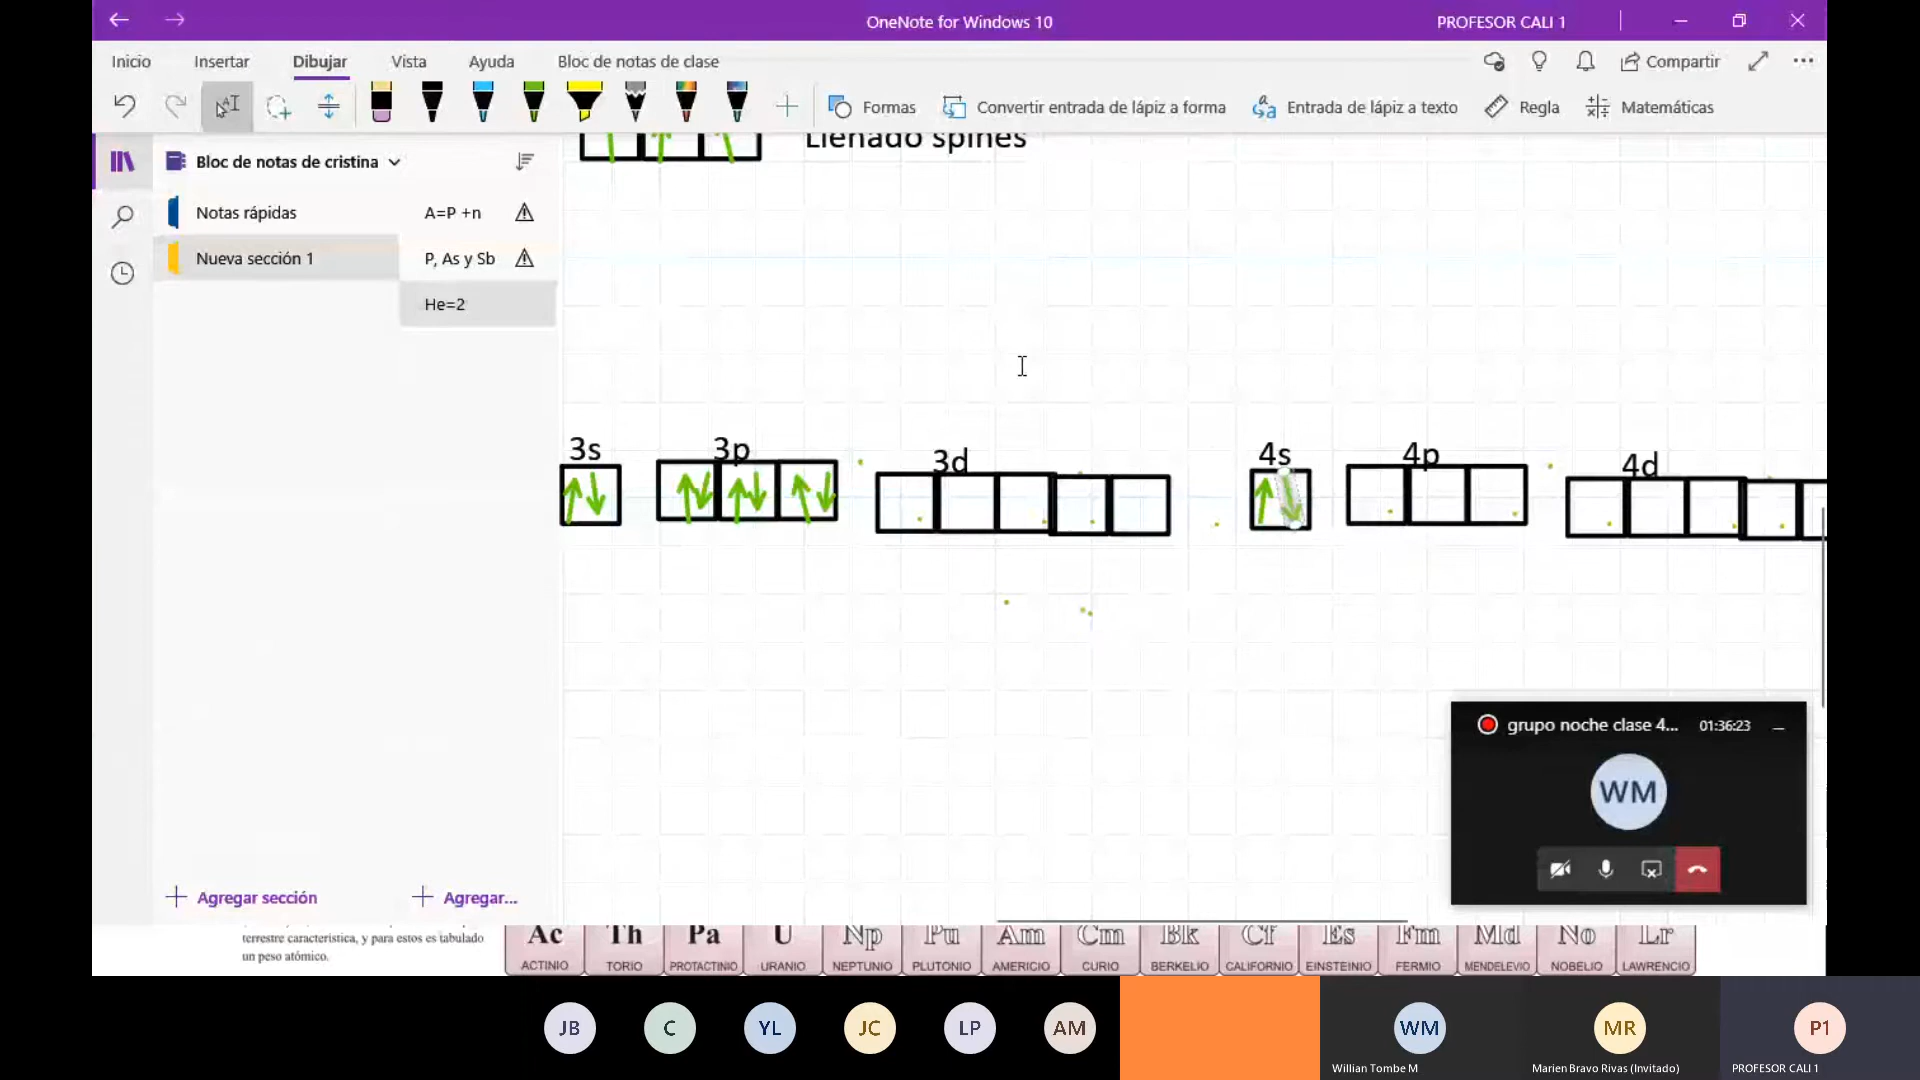 OneNote for Windows 10
PROFESOR CALI 1
Inicio
Insertar
Dibujar
Vista
Ayuda
Bloc de notas de clase
Compartir
Formas
Convertir entrada de lápiz a forma
Entrada de lápiz a texto
Regla
Matemáticas
Llenado spines
Bloc de notas de cristina
Notas rápidas
A=P +n
Nueva sección 1
P, As y Sb
He=2
3s
3p
3d
4s
4p
4d
grupo noche clase 4...
01:36:23
WM
Agregar sección
Agregar...
terrestre característica, y para estos es tabulado
un peso atómico.
Ac Th Pa U Np Pu Am Cm Bk Cf Es Fm Md No Lr
ACTINIO TORIO PROTACTINIO URANIO NEPTUNIO PLUTONIO AMERICIO CURIO BERKELIO CALIFORNIO EINSTEINIO FERMIO MENDELEVIO NOBELIO LAWRENCIO
JB C YL JC LP AM WM MR P1
Willian Tombe M
Marien Bravo Rivas (Invitado)
PROFESOR CALI 1